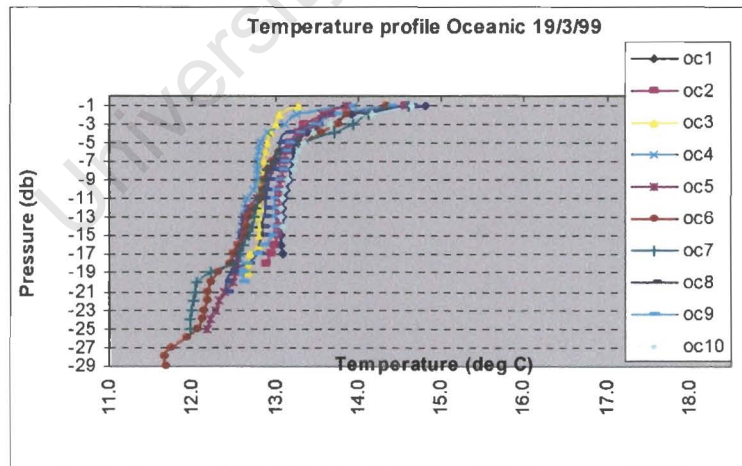 Temperature profile Oceanic 19/3/99
University
Pressure (db)
-1
-3
-5
-7
-9
-11
-13
-15
-17
-19
-21
-23
-25
-27
-29
Temperature (deg C)
11.0
12.0
13.0
14.0
15.0
16.0
17.0
18.0
oc1
oc2
oc3
oc4
oc5
oc6
oc7
oc8
oc9
oc10